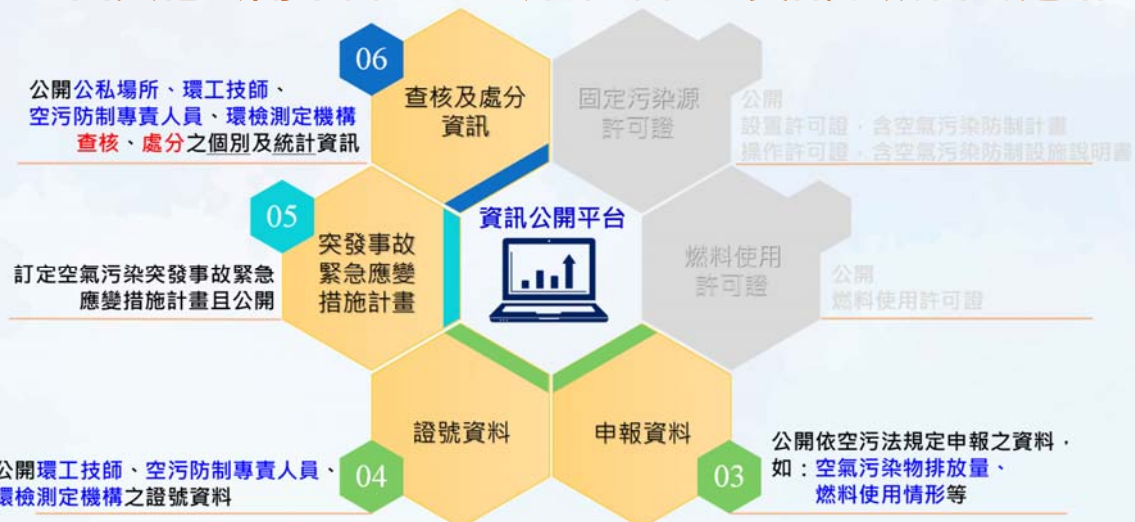 06
公開公私場所、環工技師、
空污防制專責人員、環檢測定機構
查核、處分之個別及統計資訊
查核及處分
資訊
固定污染源
許可證
公開
設置許可證，含空氣污染防制計畫
操作許可證，含空氣污染防制設施說明書
05
訂定空氣污染突發事故緊急
應變措施計畫且公開
突發事故
緊急應變
措施計畫
資訊公開平台
燃料使用
許可證
公開
燃料使用許可證
公開環工技師、空污防制專責人員、
環檢測定機構之證號資料
04
證號資料
申報資料
03
公開依空污法規定申報之資料，
如：空氣污染物排放量、
燃料使用情形等